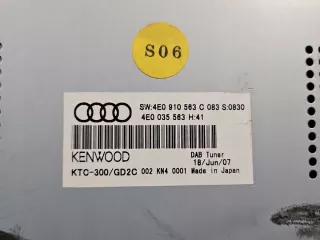 S06
SW:4E0 910 563 C 083 S:0830
4E0 035 563 H:41
KENWOOD
DAB Tuner
18/Jun/07
KTC-300/GD2C 002 KN4 0001 Made in Japan